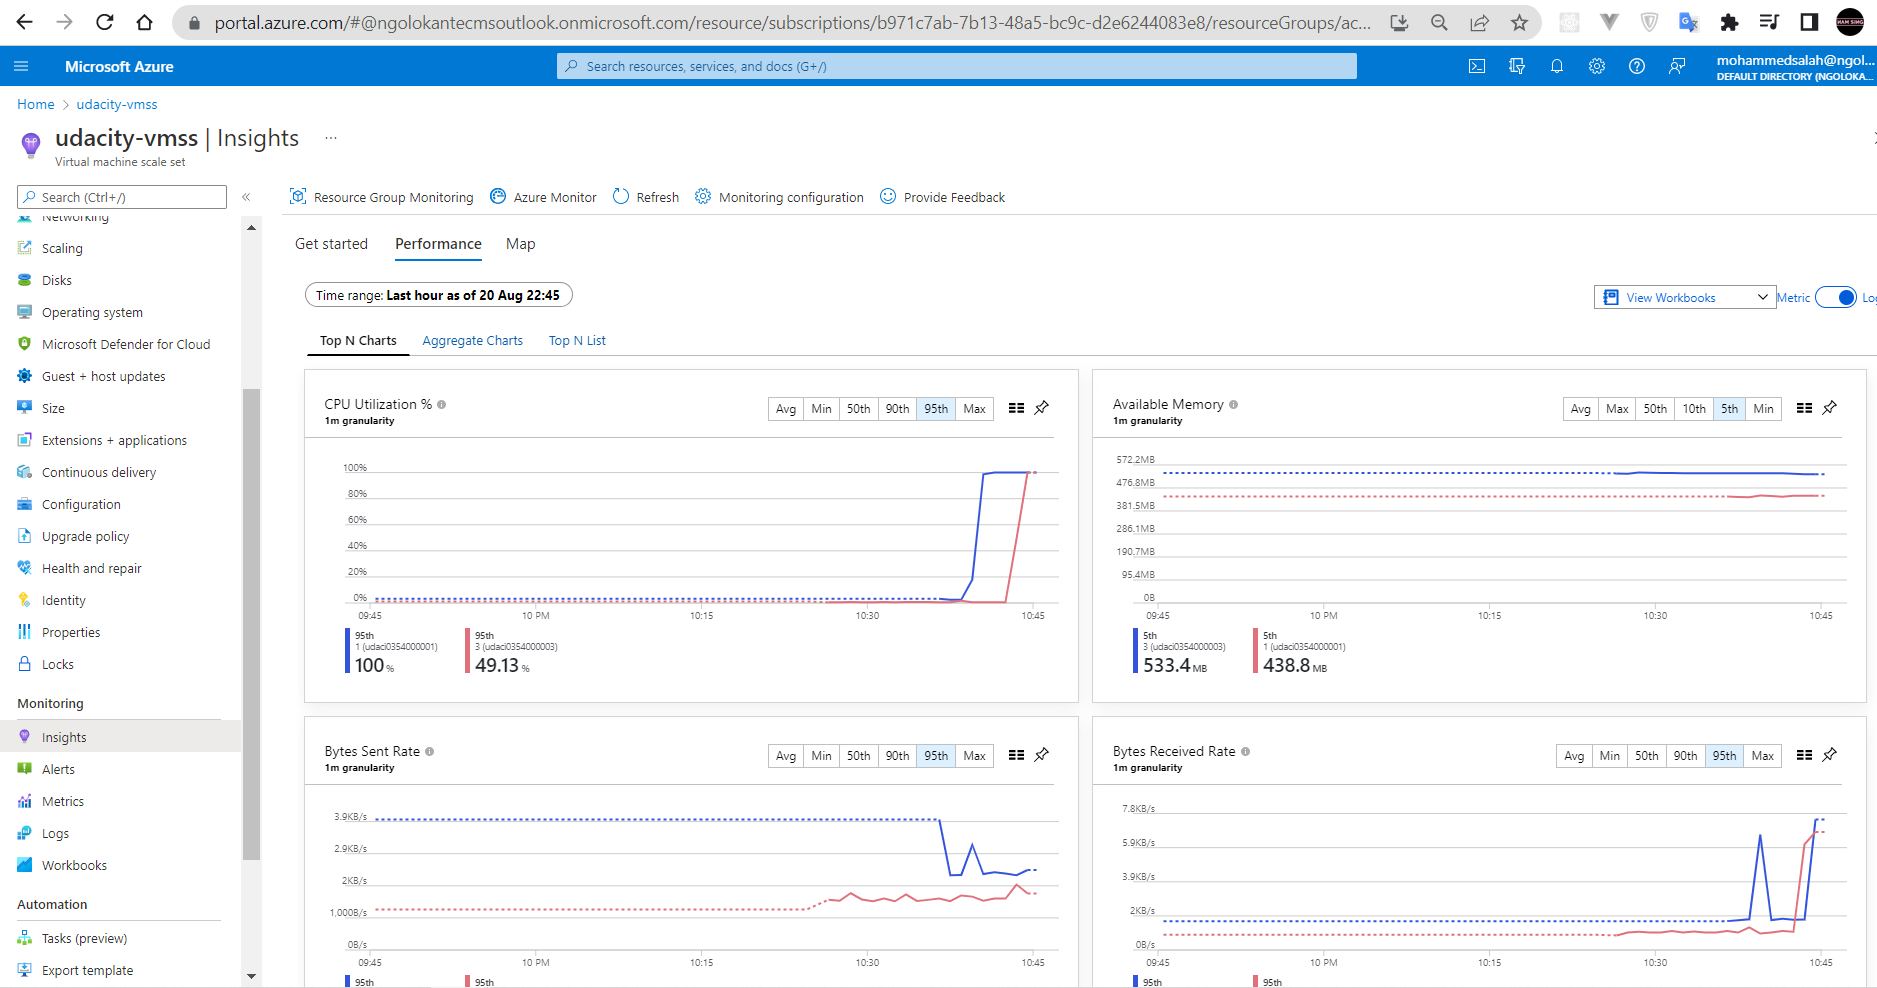 portal.azure.com/#@ngolokantecmsoutlook.onmicrosoft.com/resource/subscriptions/b971c7ab-7b13-48a5-bc9c-d2e6244083e8/resourceGroups/ac...
Microsoft Azure
Search resources, services, and docs (G+/)
mohammedsalah@ngol...
DEFAULT DIRECTORY (NGOLOKA...
Home > udacity-vmss
udacity-vmss | Insights ...
Virtual machine scale set
Search (Ctrl+/)
«
Networking
Scaling
Disks
Operating system
Microsoft Defender for Cloud
Guest + host updates
Size
Extensions + applications
Continuous delivery
Configuration
Upgrade policy
Health and repair
Identity
Properties
Locks
Monitoring
Insights
Alerts
Metrics
Logs
Workbooks
Automation
Tasks (preview)
Export template
Resource Group Monitoring Azure Monitor Refresh Monitoring configuration Provide Feedback
Get started Performance Map
Time range: Last hour as of 20 Aug 22:45
View Workbooks Metric
Top N Charts Aggregate Charts Top N List
CPU Utilization %
1m granularity
Avg Min 50th 90th 95th Max
100%
80%
60%
40%
20%
0%
09:45 10 PM 10:15 10:30 10:45
95th
1 (udaci0354000001)
100 %
95th
3 (udaci0354000003)
49.13 %
Available Memory
1m granularity
Avg Max 50th 10th 5th Min
572.2MB
476.8MB
381.5MB
286.1MB
190.7MB
95.4MB
0B
09:45 10 PM 10:15 10:30 10:45
5th
3 (udaci0354000003)
533.4 MB
5th
1 (udaci0354000001)
438.8 MB
Bytes Sent Rate
1m granularity
Avg Min 50th 90th 95th Max
3.9KB/s
2.9KB/s
2KB/s
1,000B/s
0B/s
09:45 10 PM 10:15 10:30 10:45
95th 95th
Bytes Received Rate
1m granularity
Avg Min 50th 90th 95th Max
7.8KB/s
5.9KB/s
3.9KB/s
2KB/s
0B/s
09:45 10 PM 10:15 10:30 10:45
95th 95th